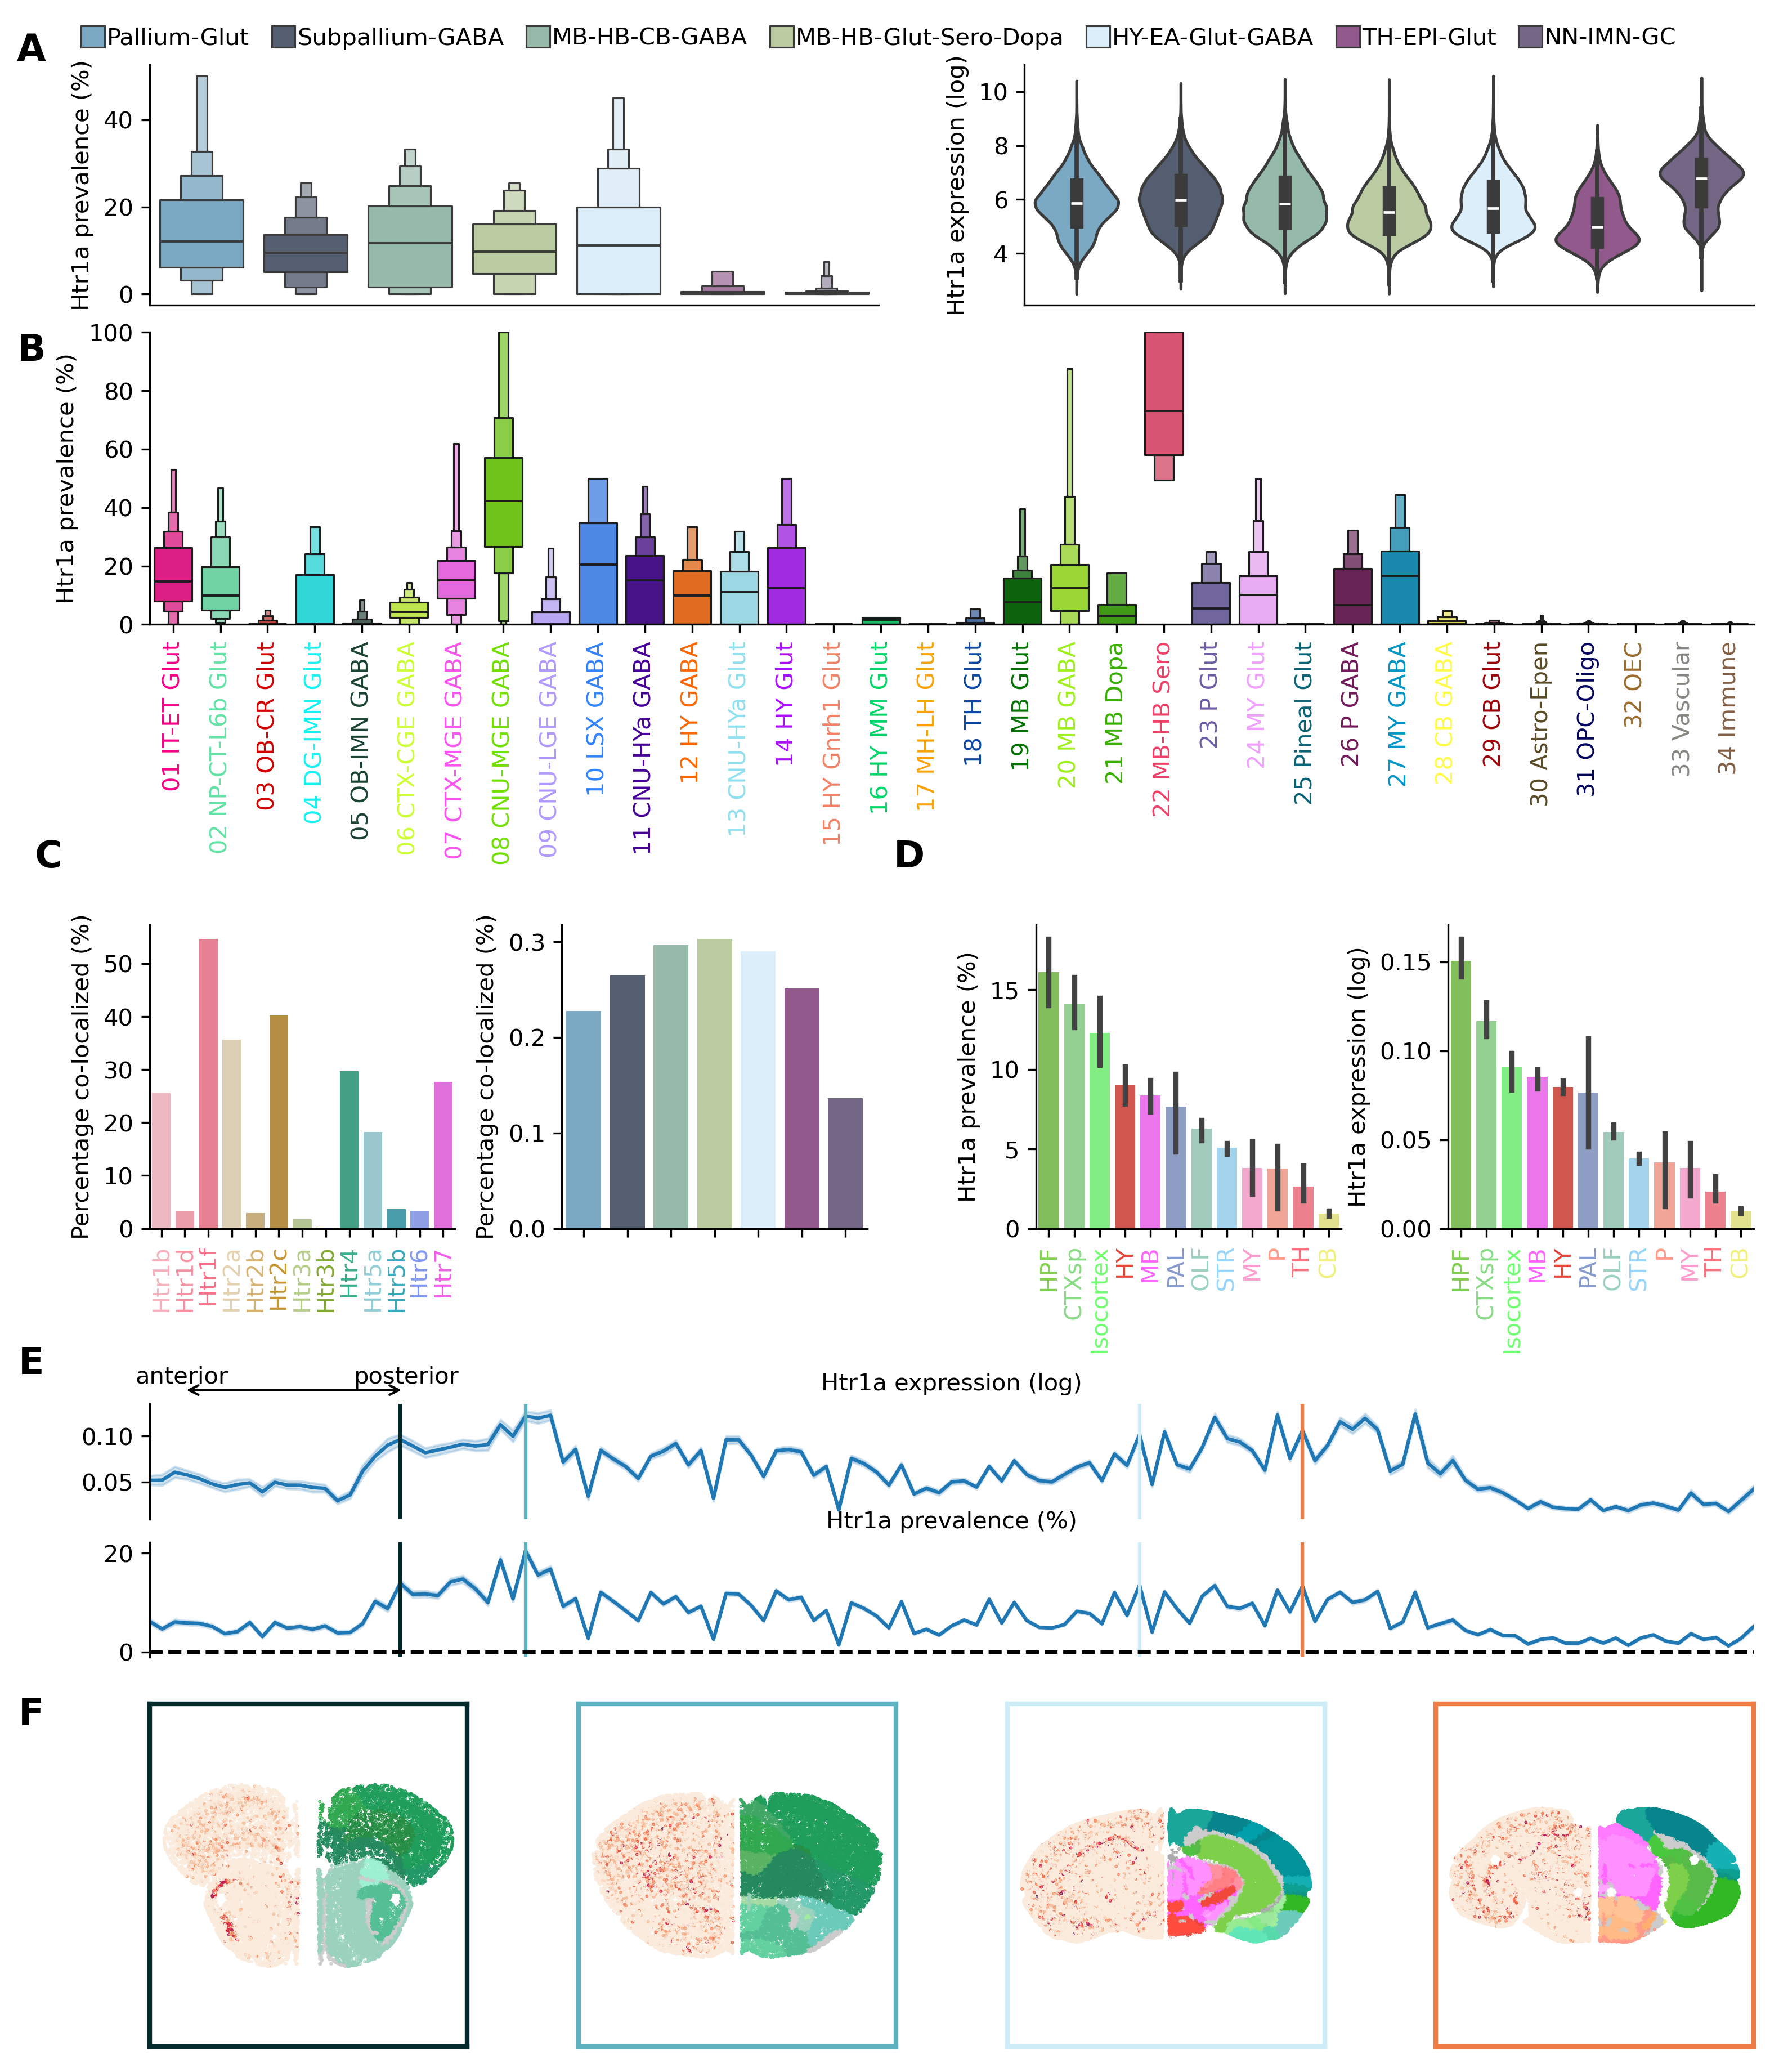 A
Pallium-Glut Subpallium-GABA MB-HB-CB-GABA MB-HB-Glut-Sero-Dopa HY-EA-Glut-GABA TH-EPI-Glut NN-IMN-GC
Htr1a prevalence (%)
40
20
0
Htr1a expression (log)
10
8
6
4
B
Htr1a prevalence (%)
100
80
60
40
20
0
01 IT-ET Glut
02 NP-CT-L6b Glut
03 OB-CR Glut
04 DG-IMN Glut
05 OB-IMN GABA
06 CTX-CGE GABA
07 CTX-MGE GABA
08 CNU-MGE GABA
09 CNU-LGE GABA
10 LSX GABA
11 CNU-HYa GABA
12 HY GABA
13 CNU-HYa Glut
14 HY Glut
15 HY Gnrh1 Glut
16 HY MM Glut
17 MH-LH Glut
18 TH Glut
19 MB Glut
20 MB GABA
21 MB Dopa
22 MB-HB Sero
23 P Glut
24 MY Glut
25 Pineal Glut
26 P GABA
27 MY GABA
28 CB GABA
29 CB Glut
30 Astro-Epen
31 OPC-Oligo
32 OEC
33 Vascular
34 Immune
C
Percentage co-localized (%)
50
40
30
20
10
0
Htr1b
Htr1d
Htr1f
Htr2a
Htr2b
Htr2c
Htr3a
Htr3b
Htr4
Htr5a
Htr5b
Htr6
Htr7
Percentage co-localized (%)
0.3
0.2
0.1
0.0
D
Htr1a prevalence (%)
15
10
5
0
HPF
CTXsp
Isocortex
HY
MB
PAL
OLF
STR
MY
P
TH
CB
Htr1a expression (log)
0.15
0.10
0.05
0.00
HPF
CTXsp
Isocortex
MB
HY
PAL
OLF
STR
P
MY
TH
CB
E
anterior posterior
Htr1a expression (log)
0.10
0.05
Htr1a prevalence (%)
20
0
F